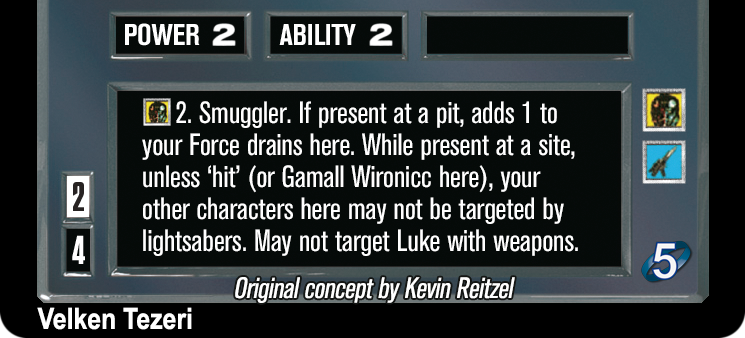 POWER 2 ABILITY 2
2. Smuggler. If present at a pit, adds 1 to
your Force drains here. While present at a site,
unless ‘hit’ (or Gamall Wironicc here), your
other characters here may not be targeted by
lightsabers. May not target Luke with weapons.
2
4
5
Original concept by Kevin Reitzel
Velken Tezeri